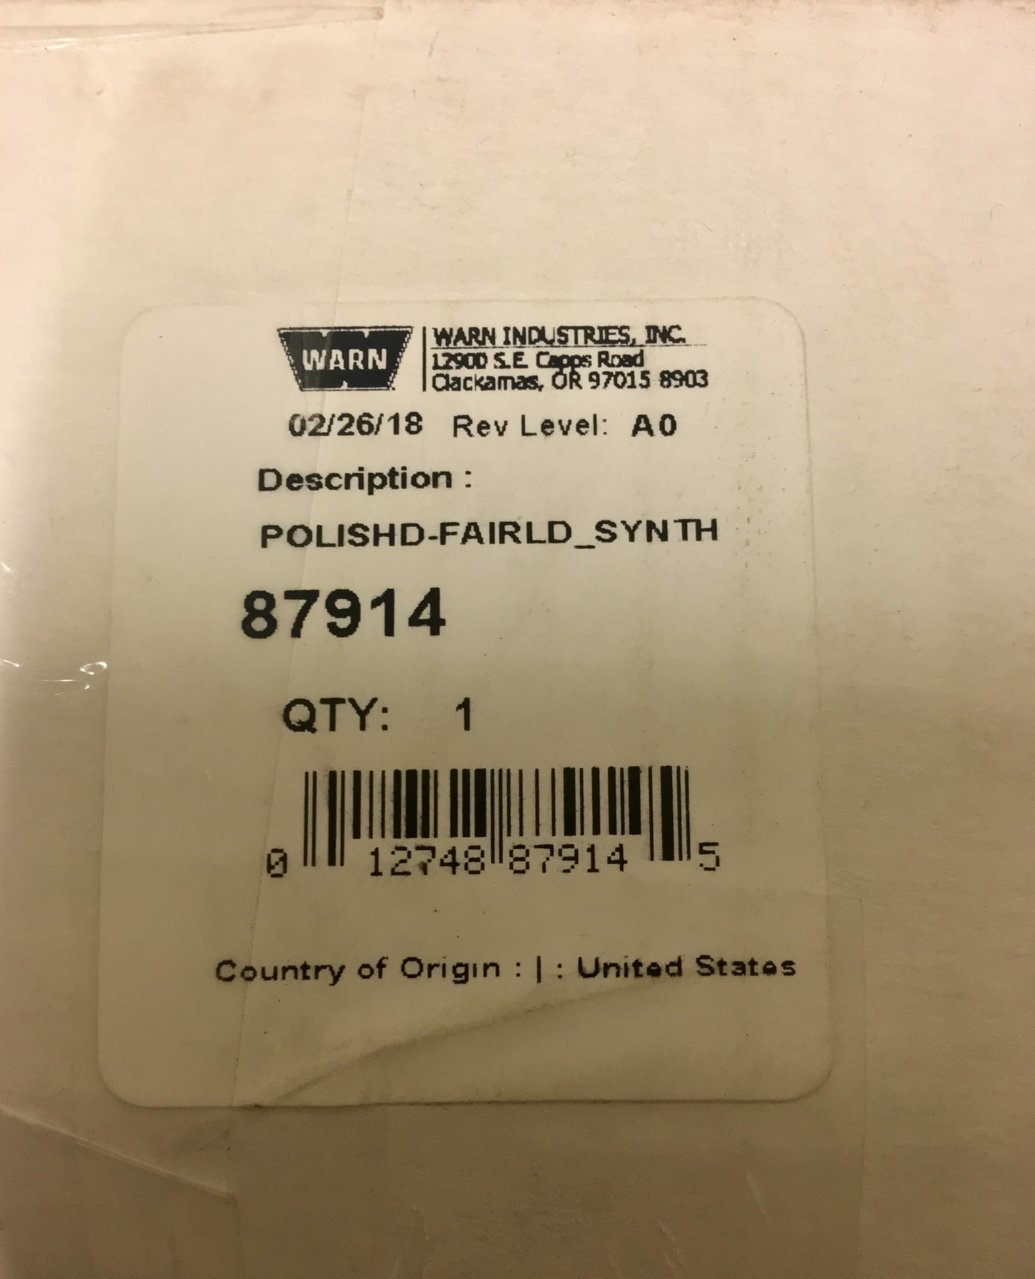 WARN
WARN INDUSTRIES, INC.
12900 S.E. Capps Road
Clackamas, OR 97015 8903
02/26/18 Rev Level: A0
Description :
POLISHD-FAIRLD_SYNTH
87914
QTY: 1
0 12748 87914 5
Country of Origin : | : United States